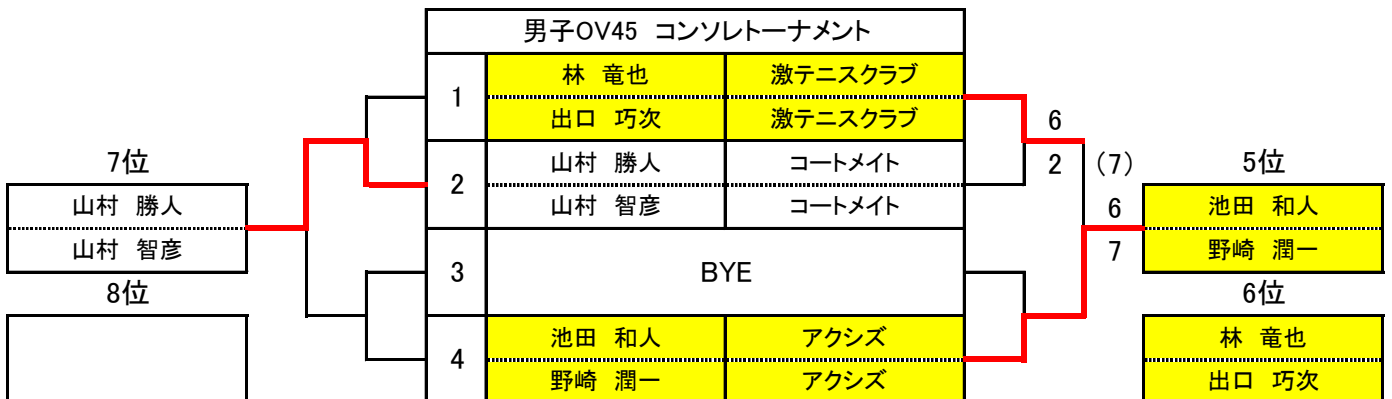 男子OV45 コンソレトーナメント
1 林 竜也 激テニスクラブ
出口 巧次 激テニスクラブ
6
2 山村 勝人 コートメイト
山村 智彦 コートメイト
2 (7)
7位
山村 勝人
山村 智彦
8位
3 BYE
4 池田 和人 アクシズ
野崎 潤一 アクシズ
6
7
5位
池田 和人
野崎 潤一
6位
林 竜也
出口 巧次